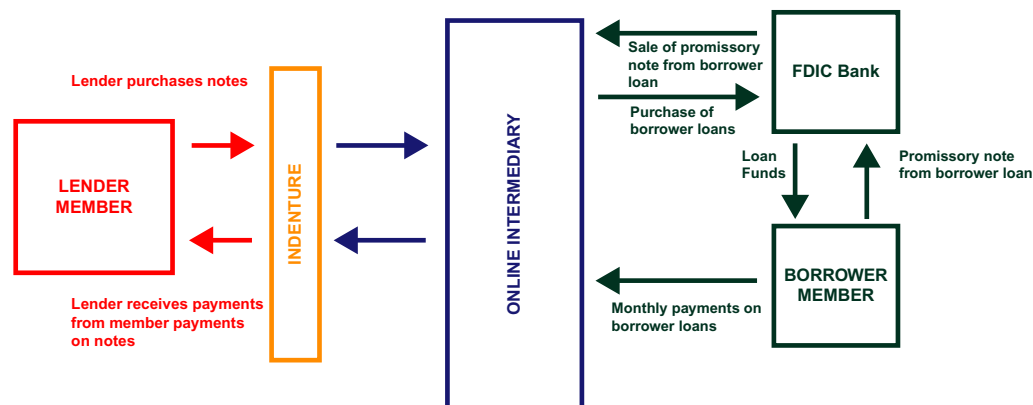 Lender purchases notes
LENDER
MEMBER
Lender receives payments
from member payments
on notes
INDENTURE
ONLINE INTERMEDIARY
Sale of promissory
note from borrower
loan
Purchase of
borrower loans
FDIC Bank
Loan
Funds
Promissory note
from borrower loan
BORROWER
MEMBER
Monthly payments on
borrower loans